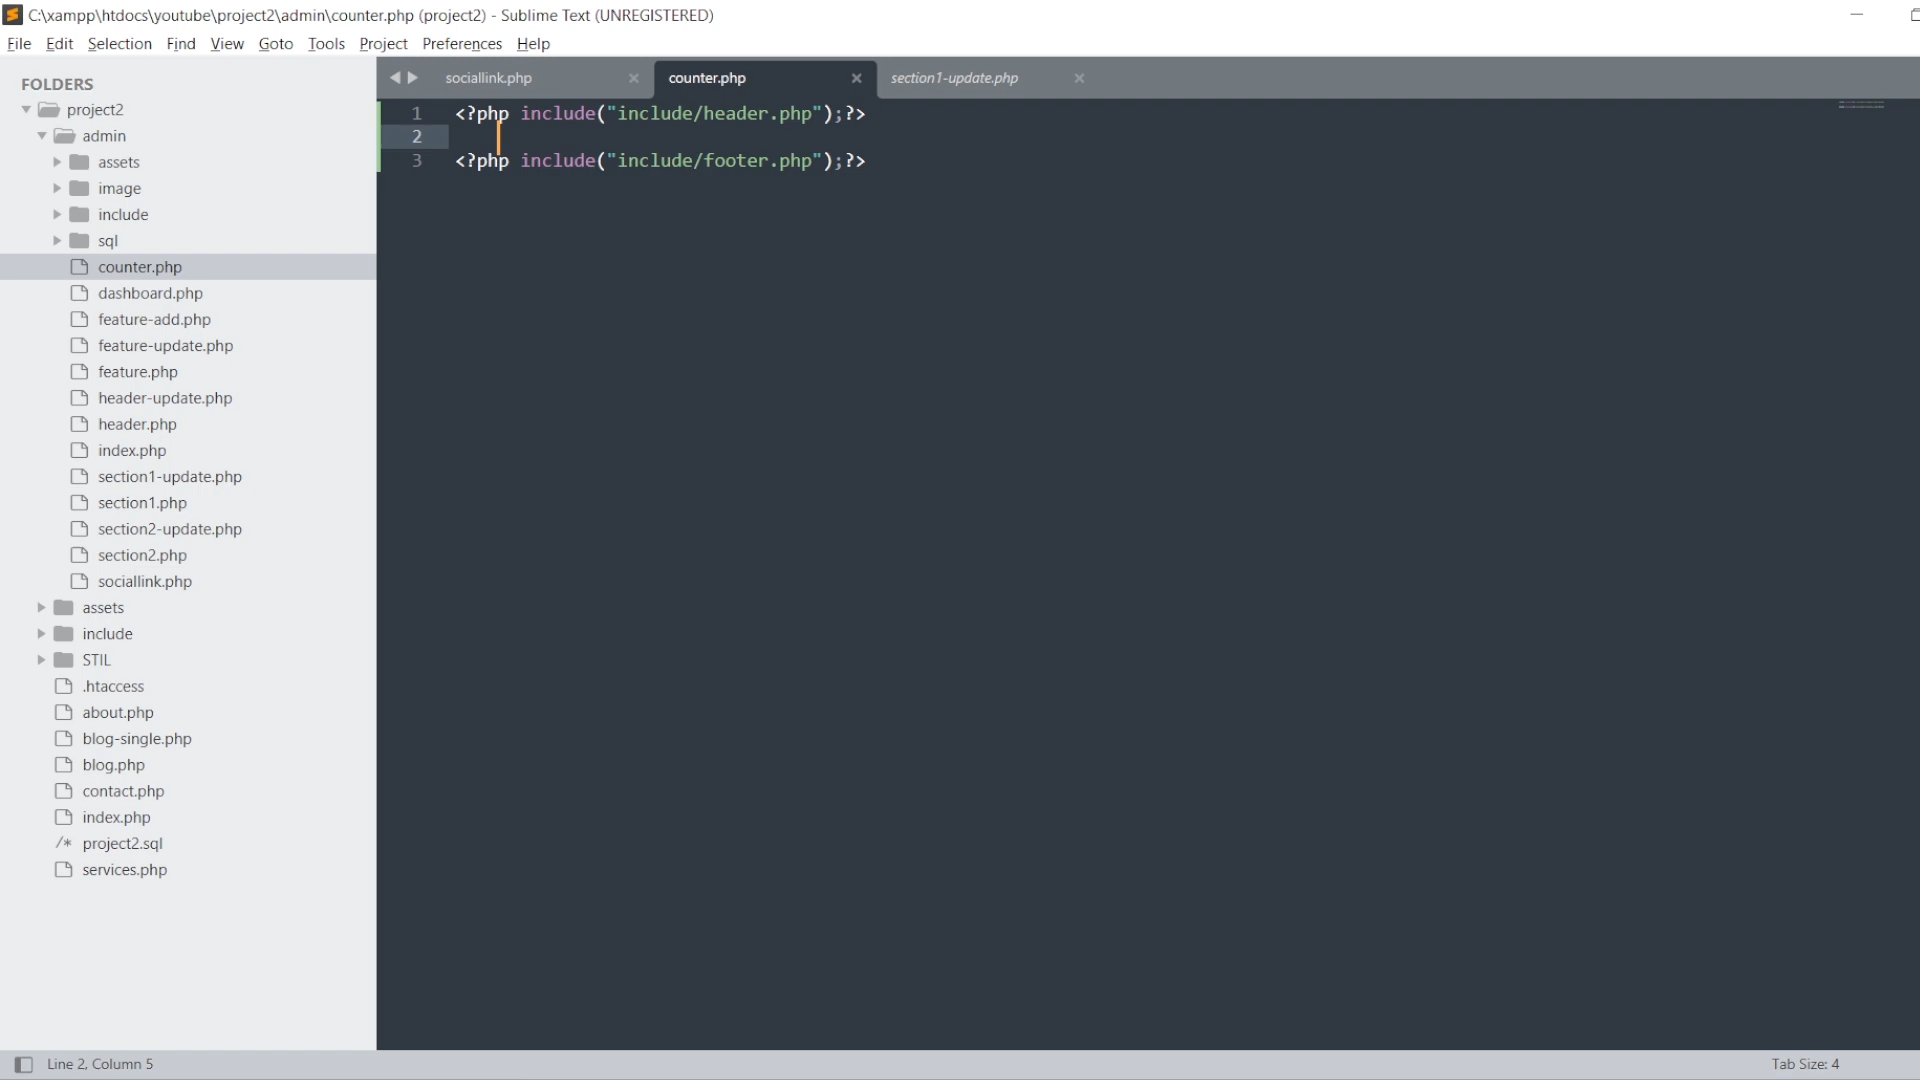 C:\xampp\htdocs\youtube\project2\admin\counter.php (project2) - Sublime Text (UNREGISTERED)
File Edit Selection Find View Goto Tools Project Preferences Help
FOLDERS
project2
admin
assets
image
include
sql
counter.php
dashboard.php
feature-add.php
feature-update.php
feature.php
header-update.php
header.php
index.php
section1-update.php
section1.php
section2-update.php
section2.php
sociallink.php
assets
include
STIL
.htaccess
about.php
blog-single.php
blog.php
contact.php
index.php
/* project2.sql
services.php
sociallink.php counter.php section1-update.php
1 <?php include("include/header.php");?>
2
3 <?php include("include/footer.php");?>
Line 2, Column 5 Tab Size: 4